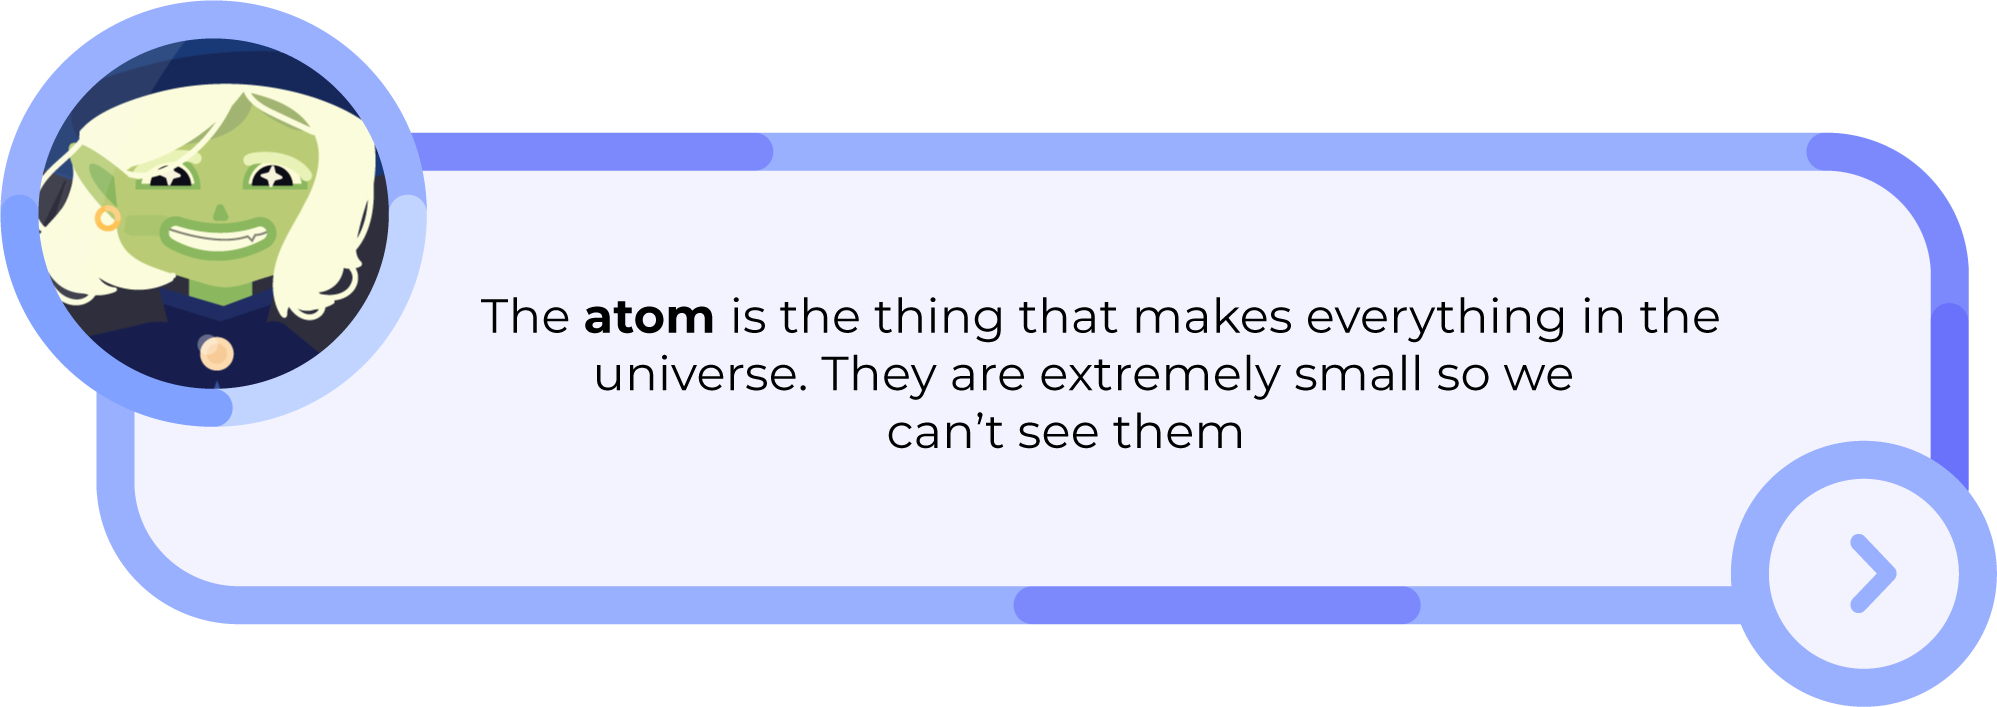 The atom is the thing that makes everything in the
universe. They are extremely small so we
can’t see them